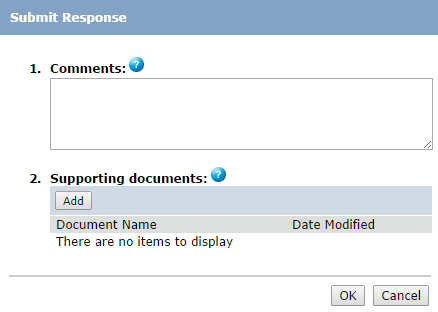 Submit Response
1. Comments: ?
2. Supporting documents: ?
Add
Document Name Date Modified
There are no items to display
OK Cancel